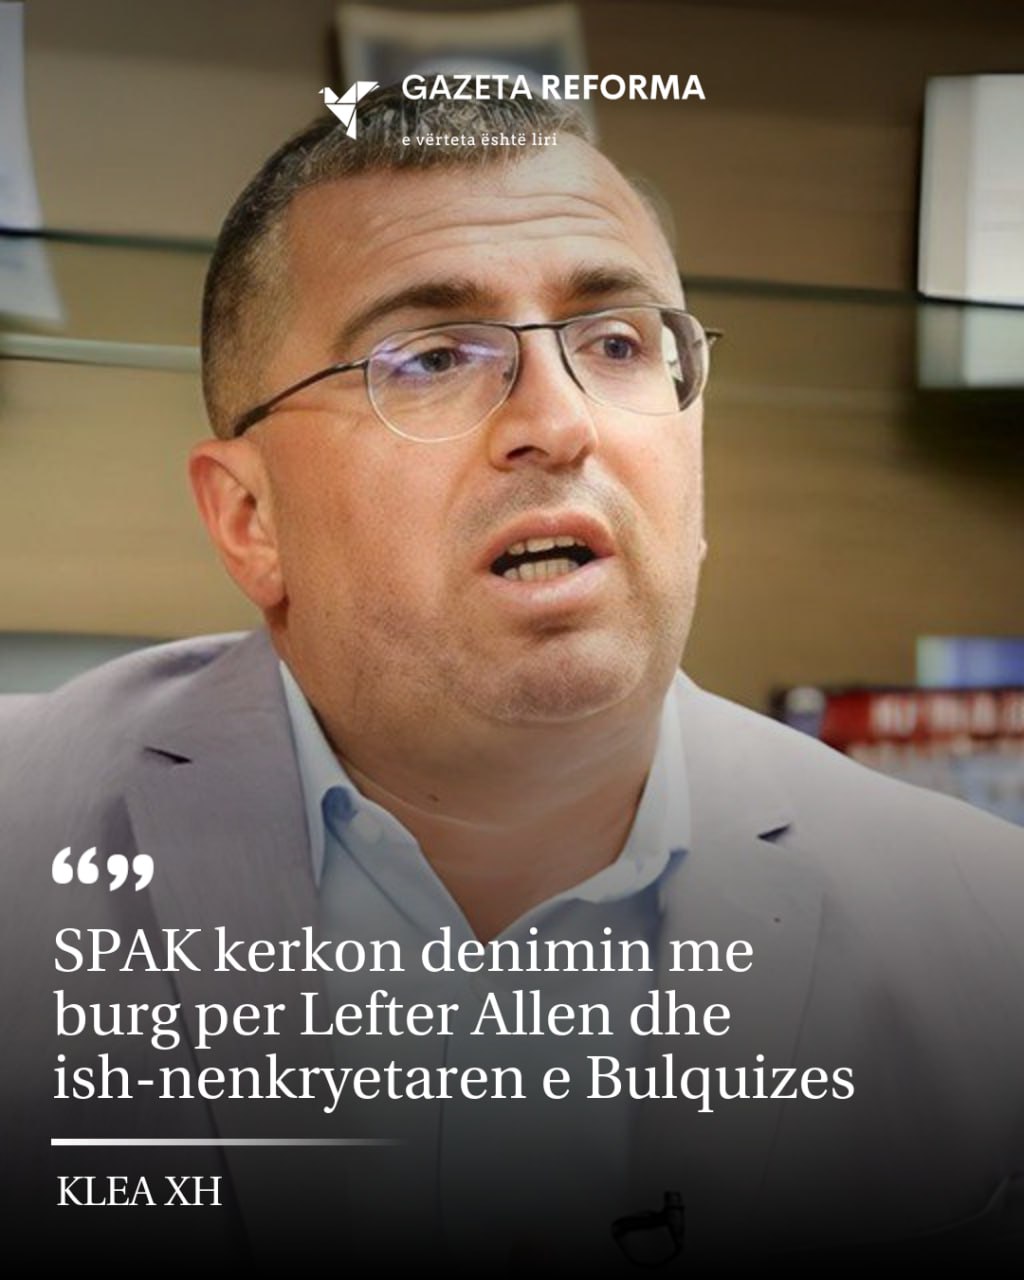 GAZETA REFORMA
e vërteta është liri
SPAK kerkon denimin me
burg per Lefter Allen dhe
ish-nenkryetaren e Bulquizes
KLEA XH